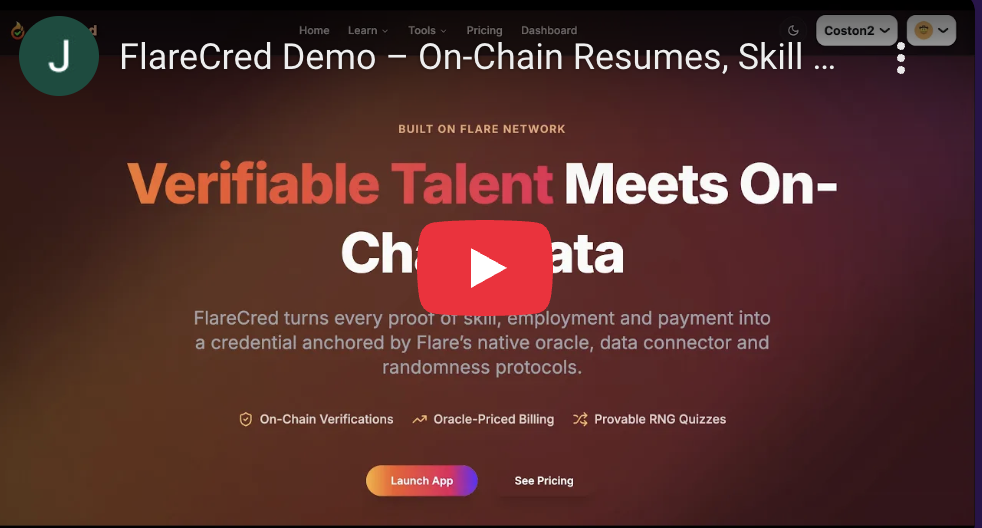 Home Learn Tools Pricing Dashboard Coston2
J
FlareCred Demo – On-Chain Resumes, Skill ...
BUILT ON FLARE NETWORK
Verifiable Talent Meets On-
FlareCred turns every proof of skill, employment and payment into
a credential anchored by Flare’s native oracle, data connector and
randomness protocols.
On-Chain Verifications Oracle-Priced Billing Provable RNG Quizzes
Launch App See Pricing